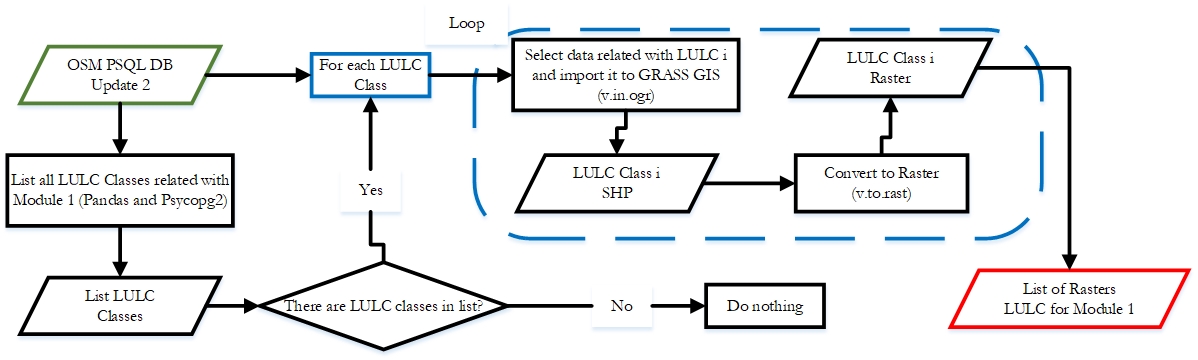 Loop
OSM PSQL DB
Update 2
For each LULC
Class
Select data related with LULC i
and import it to GRASS GIS
(v.in.ogr)
LULC Class i
Raster
List all LULC Classes related with
Module 1 (Pandas and Psycopg2)
Yes
LULC Class i
SHP
Convert to Raster
(v.to.rast)
List LULC
Classes
There are LULC classes in list?
No
Do nothing
List of Rasters
LULC for Module 1